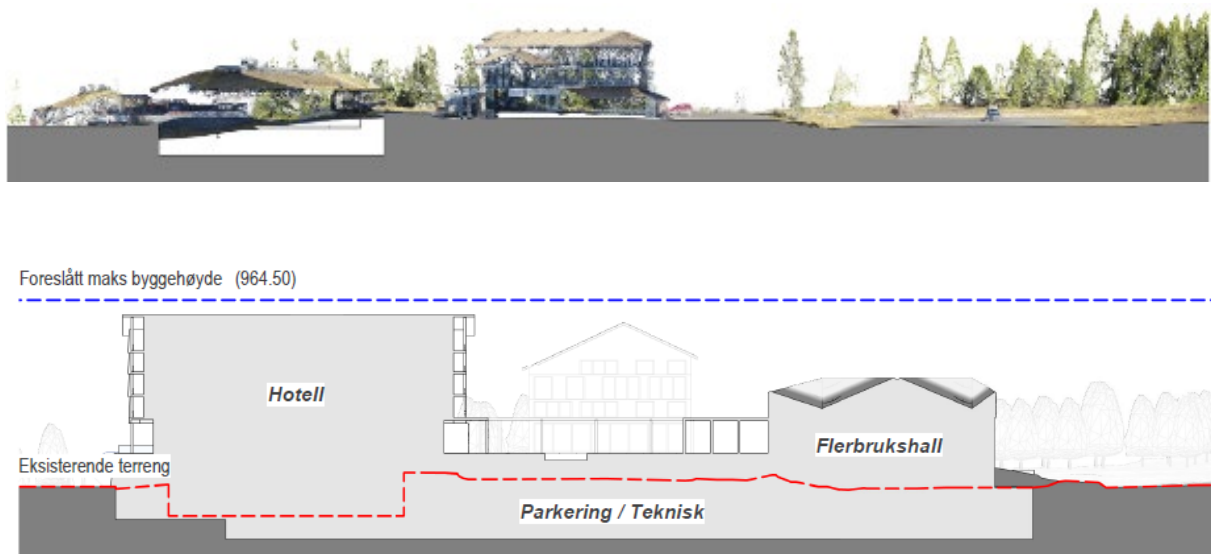 Foreslått maks byggehøyde (964.50)
Hotell
Flerbrukshall
Eksisterende terreng
Parkering / Teknisk